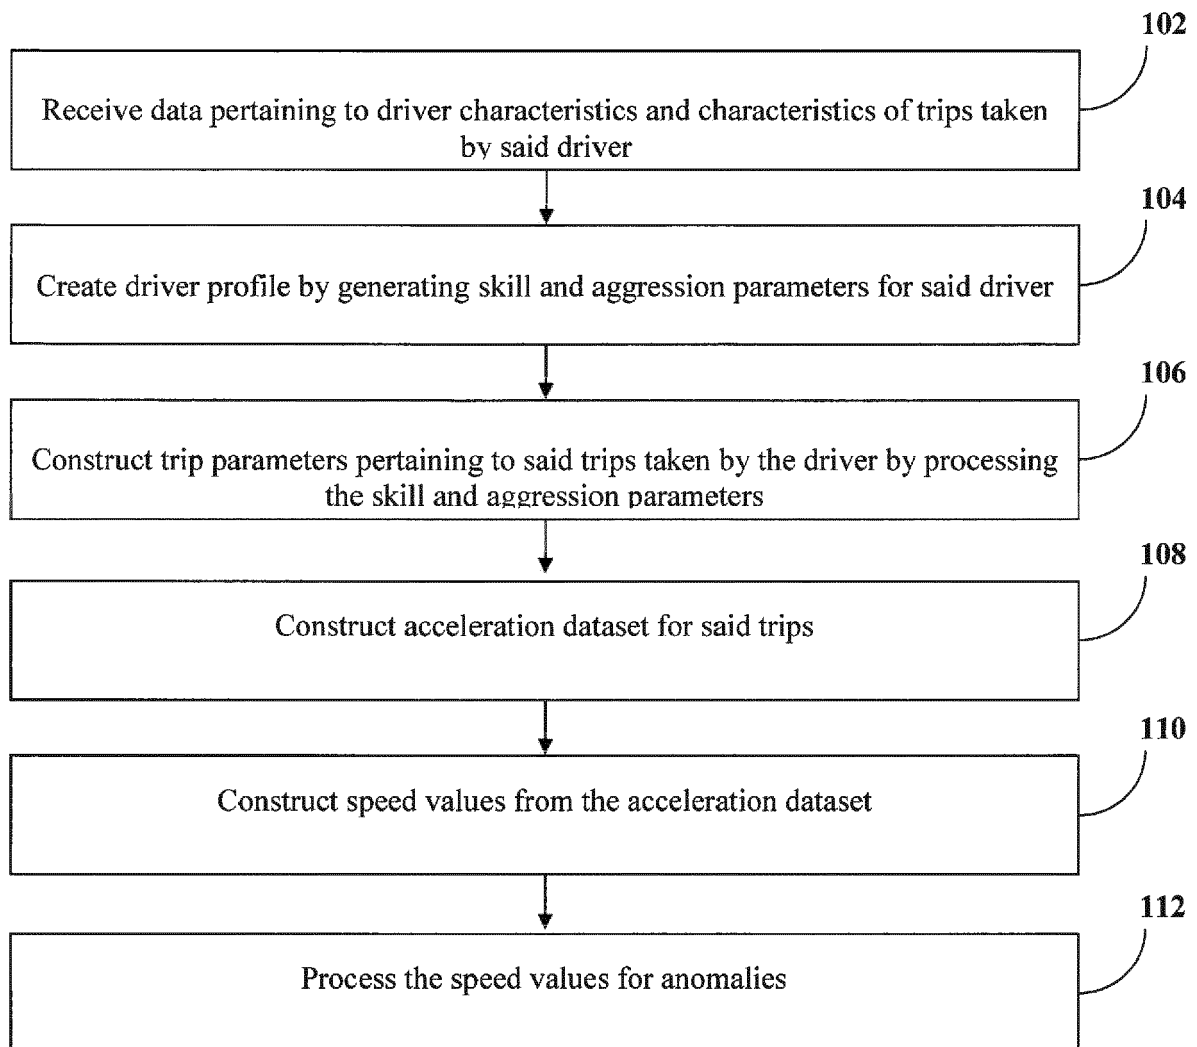 102
Receive data pertaining to driver characteristics and characteristics of trips taken
by said driver
104
Create driver profile by generating skill and aggression parameters for said driver
106
Construct trip parameters pertaining to said trips taken by the driver by processing
the skill and aggression parameters
108
Construct acceleration dataset for said trips
110
Construct speed values from the acceleration dataset
112
Process the speed values for anomalies